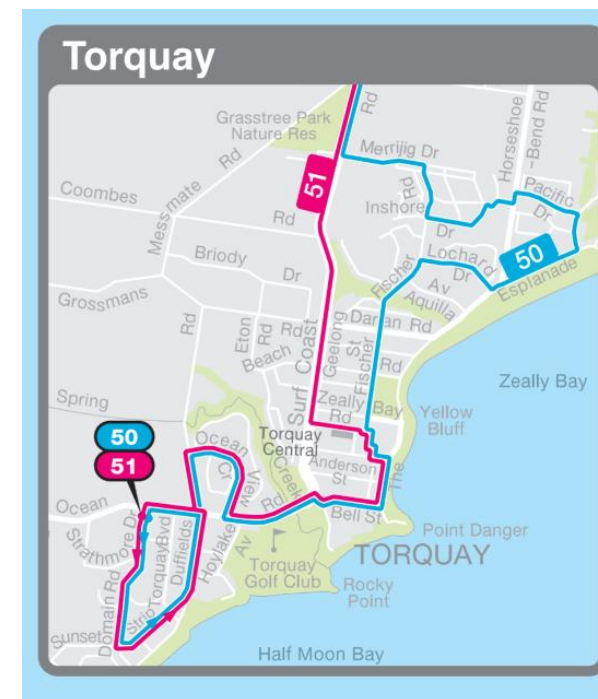 Torquay
Grasstree Park
Nature Res
Rd
Merrijig Dr
Horseshoe
-Bend Rd
Coombes
Messmate
Rd
Rd
51
Inshore
Rd
Pacific
Dr
Dr
Briody
Dr
Fischer
Lochard
Dr
50
Esplanade
Av
Aquilla
Grossmans
Rd
Eton
Rd
Rd
Beach
Surf Coast
Geelong
St
Fischer
Darian Rd
Rd
Zeally Bay
Spring
Zeally Bay
Rd
Yellow
Bluff
50
51
Ocean
Cr
View
Torquay
Central
Creek
Anderson
St
The
Ocean
Rd
Bell St
Strathmore Dr
Domain Rd
Strip
Torquay
Blvd
Duffields
Hoylake
Av
Torquay
Golf Club
Point Danger
TORQUAY
Rocky
Point
Sunset
Half Moon Bay